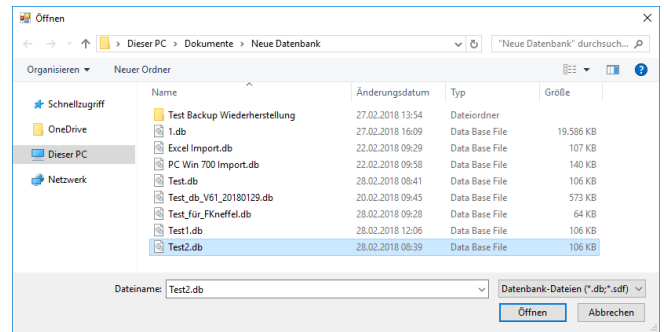 Öffnen
Dieser PC > Dokumente > Neue Datenbank
"Neue Datenbank" durchsuch...
Organisieren Neuer Ordner
Name Änderungsdatum Typ Größe
Schnellzugriff
OneDrive
Dieser PC
Netzwerk
Test Backup Wiederherstellung 27.02.2018 13:54 Dateiordner
1.db 27.02.2018 16:09 Data Base File 19.586 KB
Excel Import.db 22.02.2018 09:29 Data Base File 107 KB
PC Win 700 Import.db 22.02.2018 09:58 Data Base File 140 KB
Test.db 28.02.2018 08:41 Data Base File 106 KB
Test_db_V61_20180129.db 20.02.2018 09:45 Data Base File 573 KB
Test_für_FKneffel.db 28.02.2018 09:28 Data Base File 64 KB
Test1.db 28.02.2018 12:06 Data Base File 106 KB
Test2.db 28.02.2018 08:39 Data Base File 106 KB
Dateiname: Test2.db Datenbank-Dateien (*.db;*.sdf)
Öffnen Abbrechen